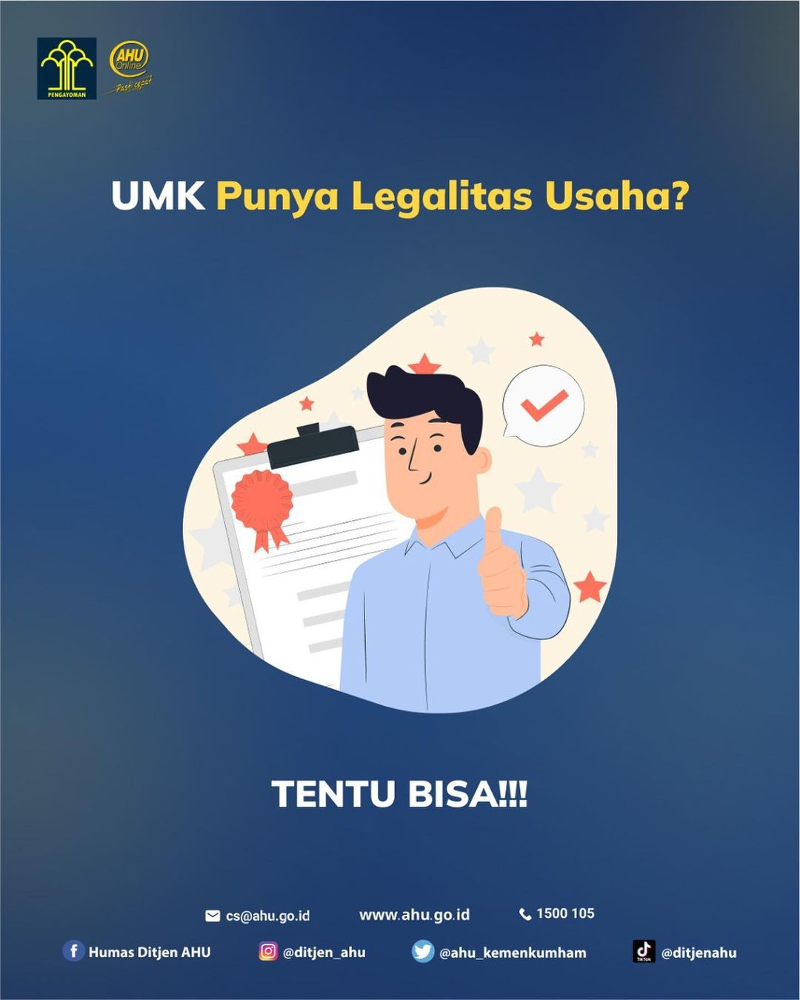 PENGAYOMAN
AHU
Online
Pasti cepat
UMK Punya Legalitas Usaha?
TENTU BISA!!!
cs@ahu.go.id www.ahu.go.id 1500 105
f Humas Ditjen AHU @ditjen_ahu @ahu_kemenkumham TikTok @ditjenahu